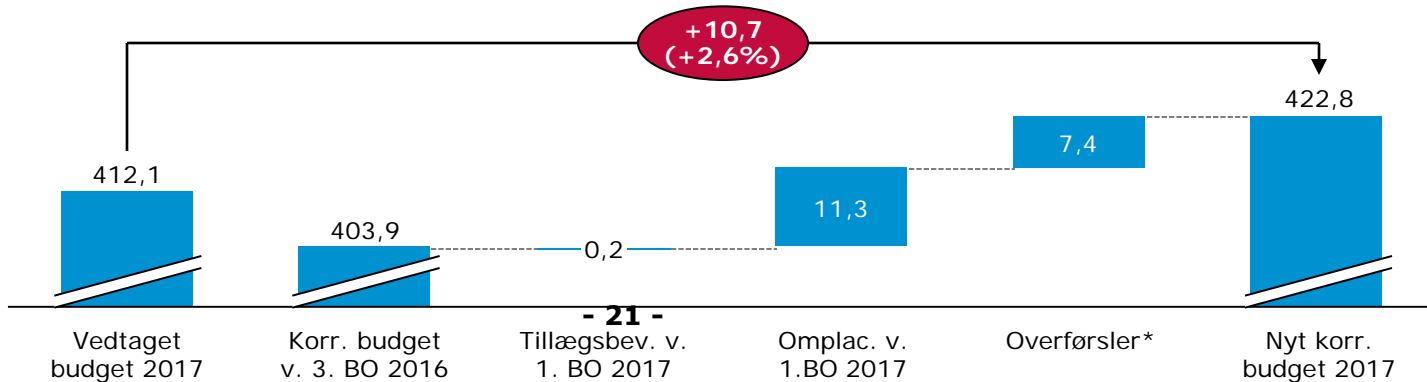 +10,7
(+2,6%)
422,8
412,1
7,4
11,3
403,9
0,2
- 21 -
Vedtaget
budget 2017
Korr. budget
v. 3. BO 2016
Tillægsbev. v.
1. BO 2017
Omplac. v.
1.BO 2017
Overførsler*
Nyt korr.
budget 2017